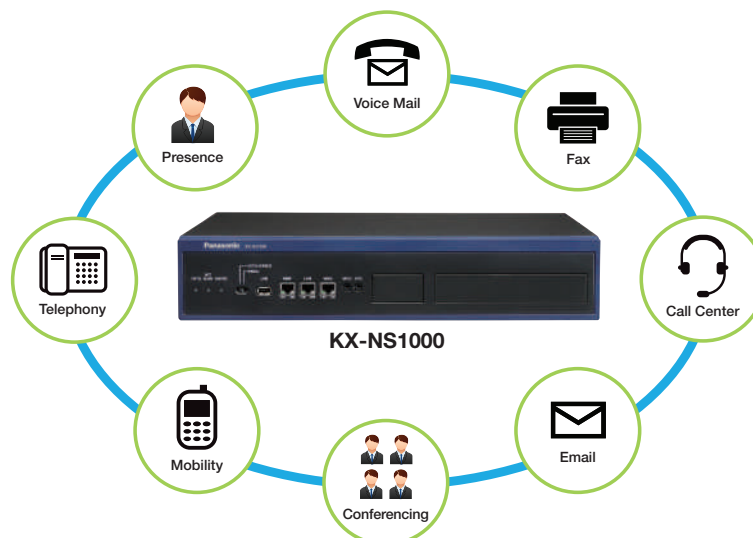 Voice Mail
Presence
Fax
Panasonic
Telephony
Call Center
KX-NS1000
Mobility
Email
Conferencing